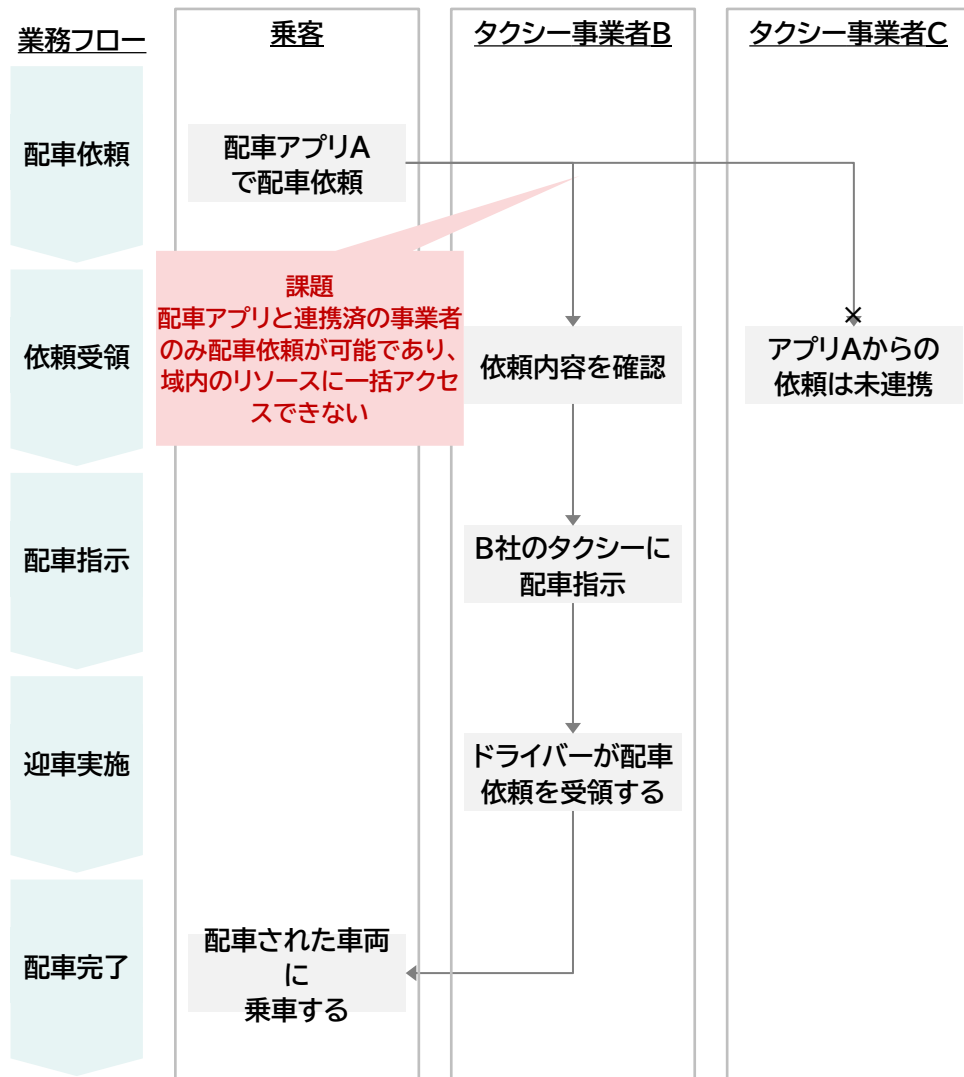 業務フロー
乗客
タクシー事業者B
タクシー事業者C
配車依頼
配車アプリA
で配車依頼
課題
配車アプリと連携済の事業者
のみ配車依頼が可能であり、
域内のリソースに一括アクセ
スできない
依頼受領
依頼内容を確認
アプリAからの
依頼は未連携
配車指示
B社のタクシーに
配車指示
迎車実施
ドライバーが配車
依頼を受領する
配車完了
配車された車両
に
乗車する